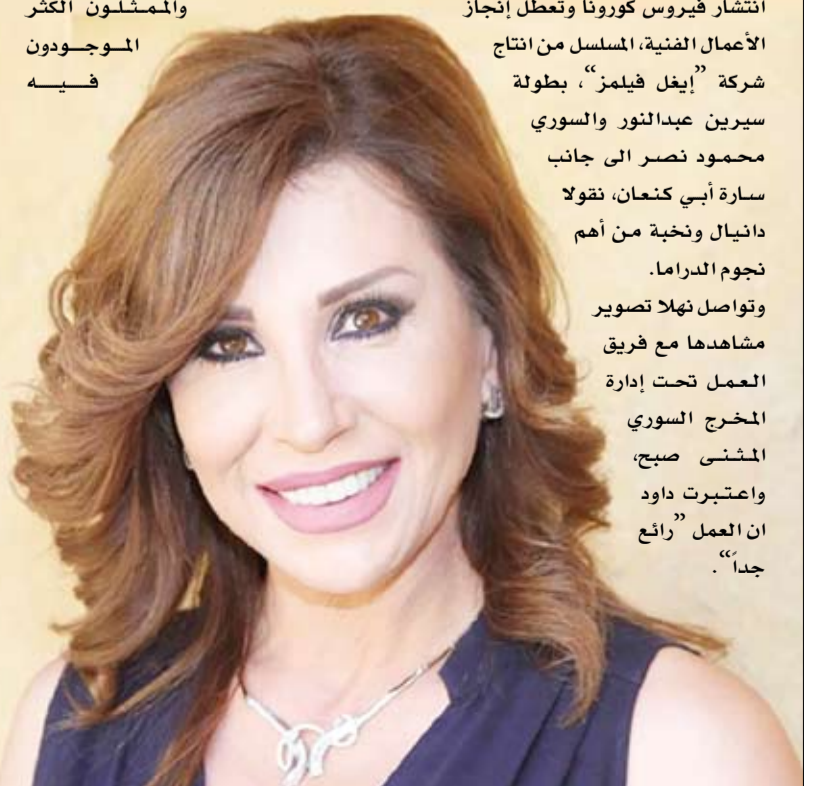 انتشار فيروس كورونا وتعطل إنجاز
الأعمال الفنية، المسلسل من انتاج
شركة ”إيغل فيلمز“، بطولة
سيرين عبدالنور والسوري
محمود نصر الى جانب
سارة أبي كنعان، نقولا
دانيال ونخبة من أهم
نجوم الدراما.
وتواصل نهلا تصوير
مشاهدها مع فريق
العمل تحت إدارة
المخرج السوري
المثنى صبح،
واعتبرت داود
ان العمل ”رائع
جداً“.
والممثلون الكثر
الموجودون
فيه